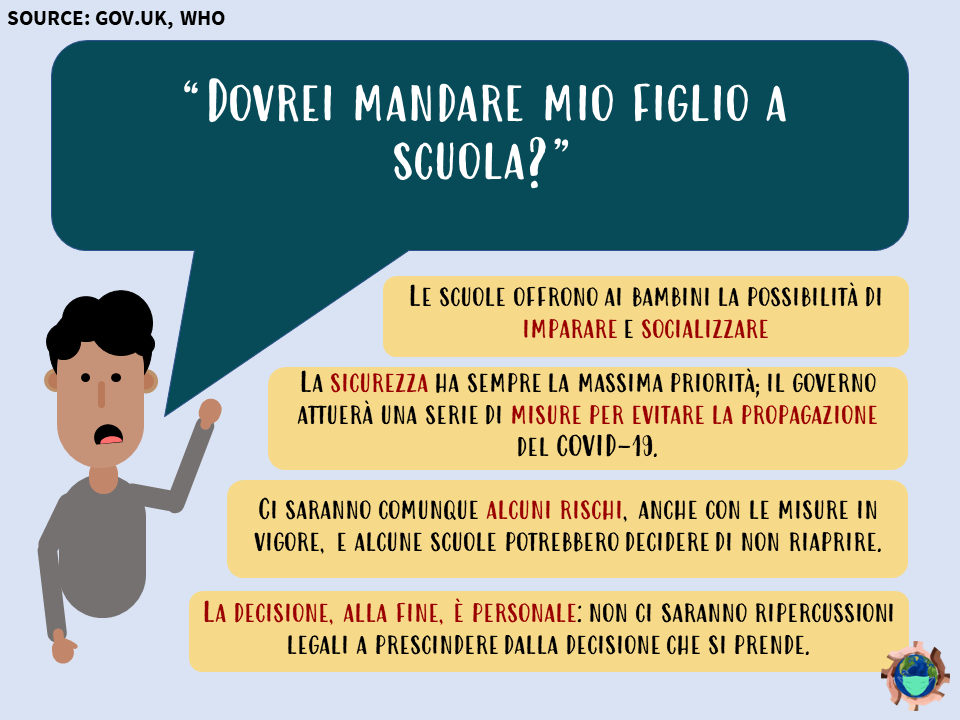 SOURCE: GOV.UK, WHO
“Dovrei mandare mio figlio a
scuola?”
Le scuole offrono ai bambini la possibilità di
imparare e socializzare
La sicurezza ha sempre la massima priorità; il governo
attuerà una serie di misure per evitare la propagazione
del COVID-19.
Ci saranno comunque alcuni rischi, anche con le misure in
vigore, e alcune scuole potrebbero decidere di non riaprire.
La decisione, alla fine, è personale: non ci saranno ripercussioni
legali a prescindere dalla decisione che si prende.